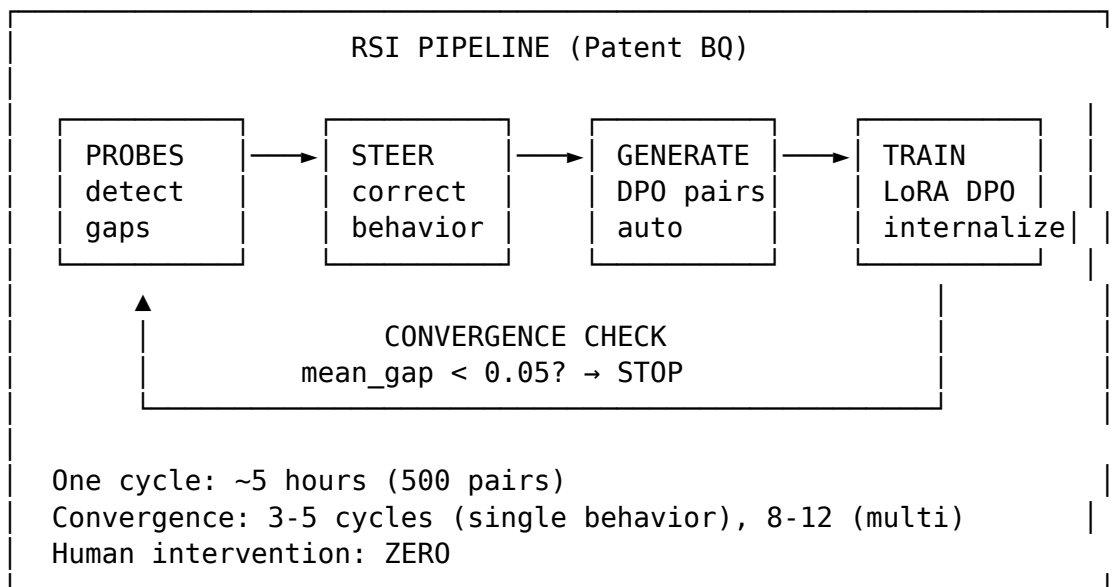 RSI PIPELINE (Patent BQ)
PROBES STEER GENERATE TRAIN
detect correct DPO pairs LoRA DPO
gaps behavior auto internalize
CONVERGENCE CHECK
mean_gap < 0.05? → STOP
One cycle: ~5 hours (500 pairs)
Convergence: 3-5 cycles (single behavior), 8-12 (multi)
Human intervention: ZERO